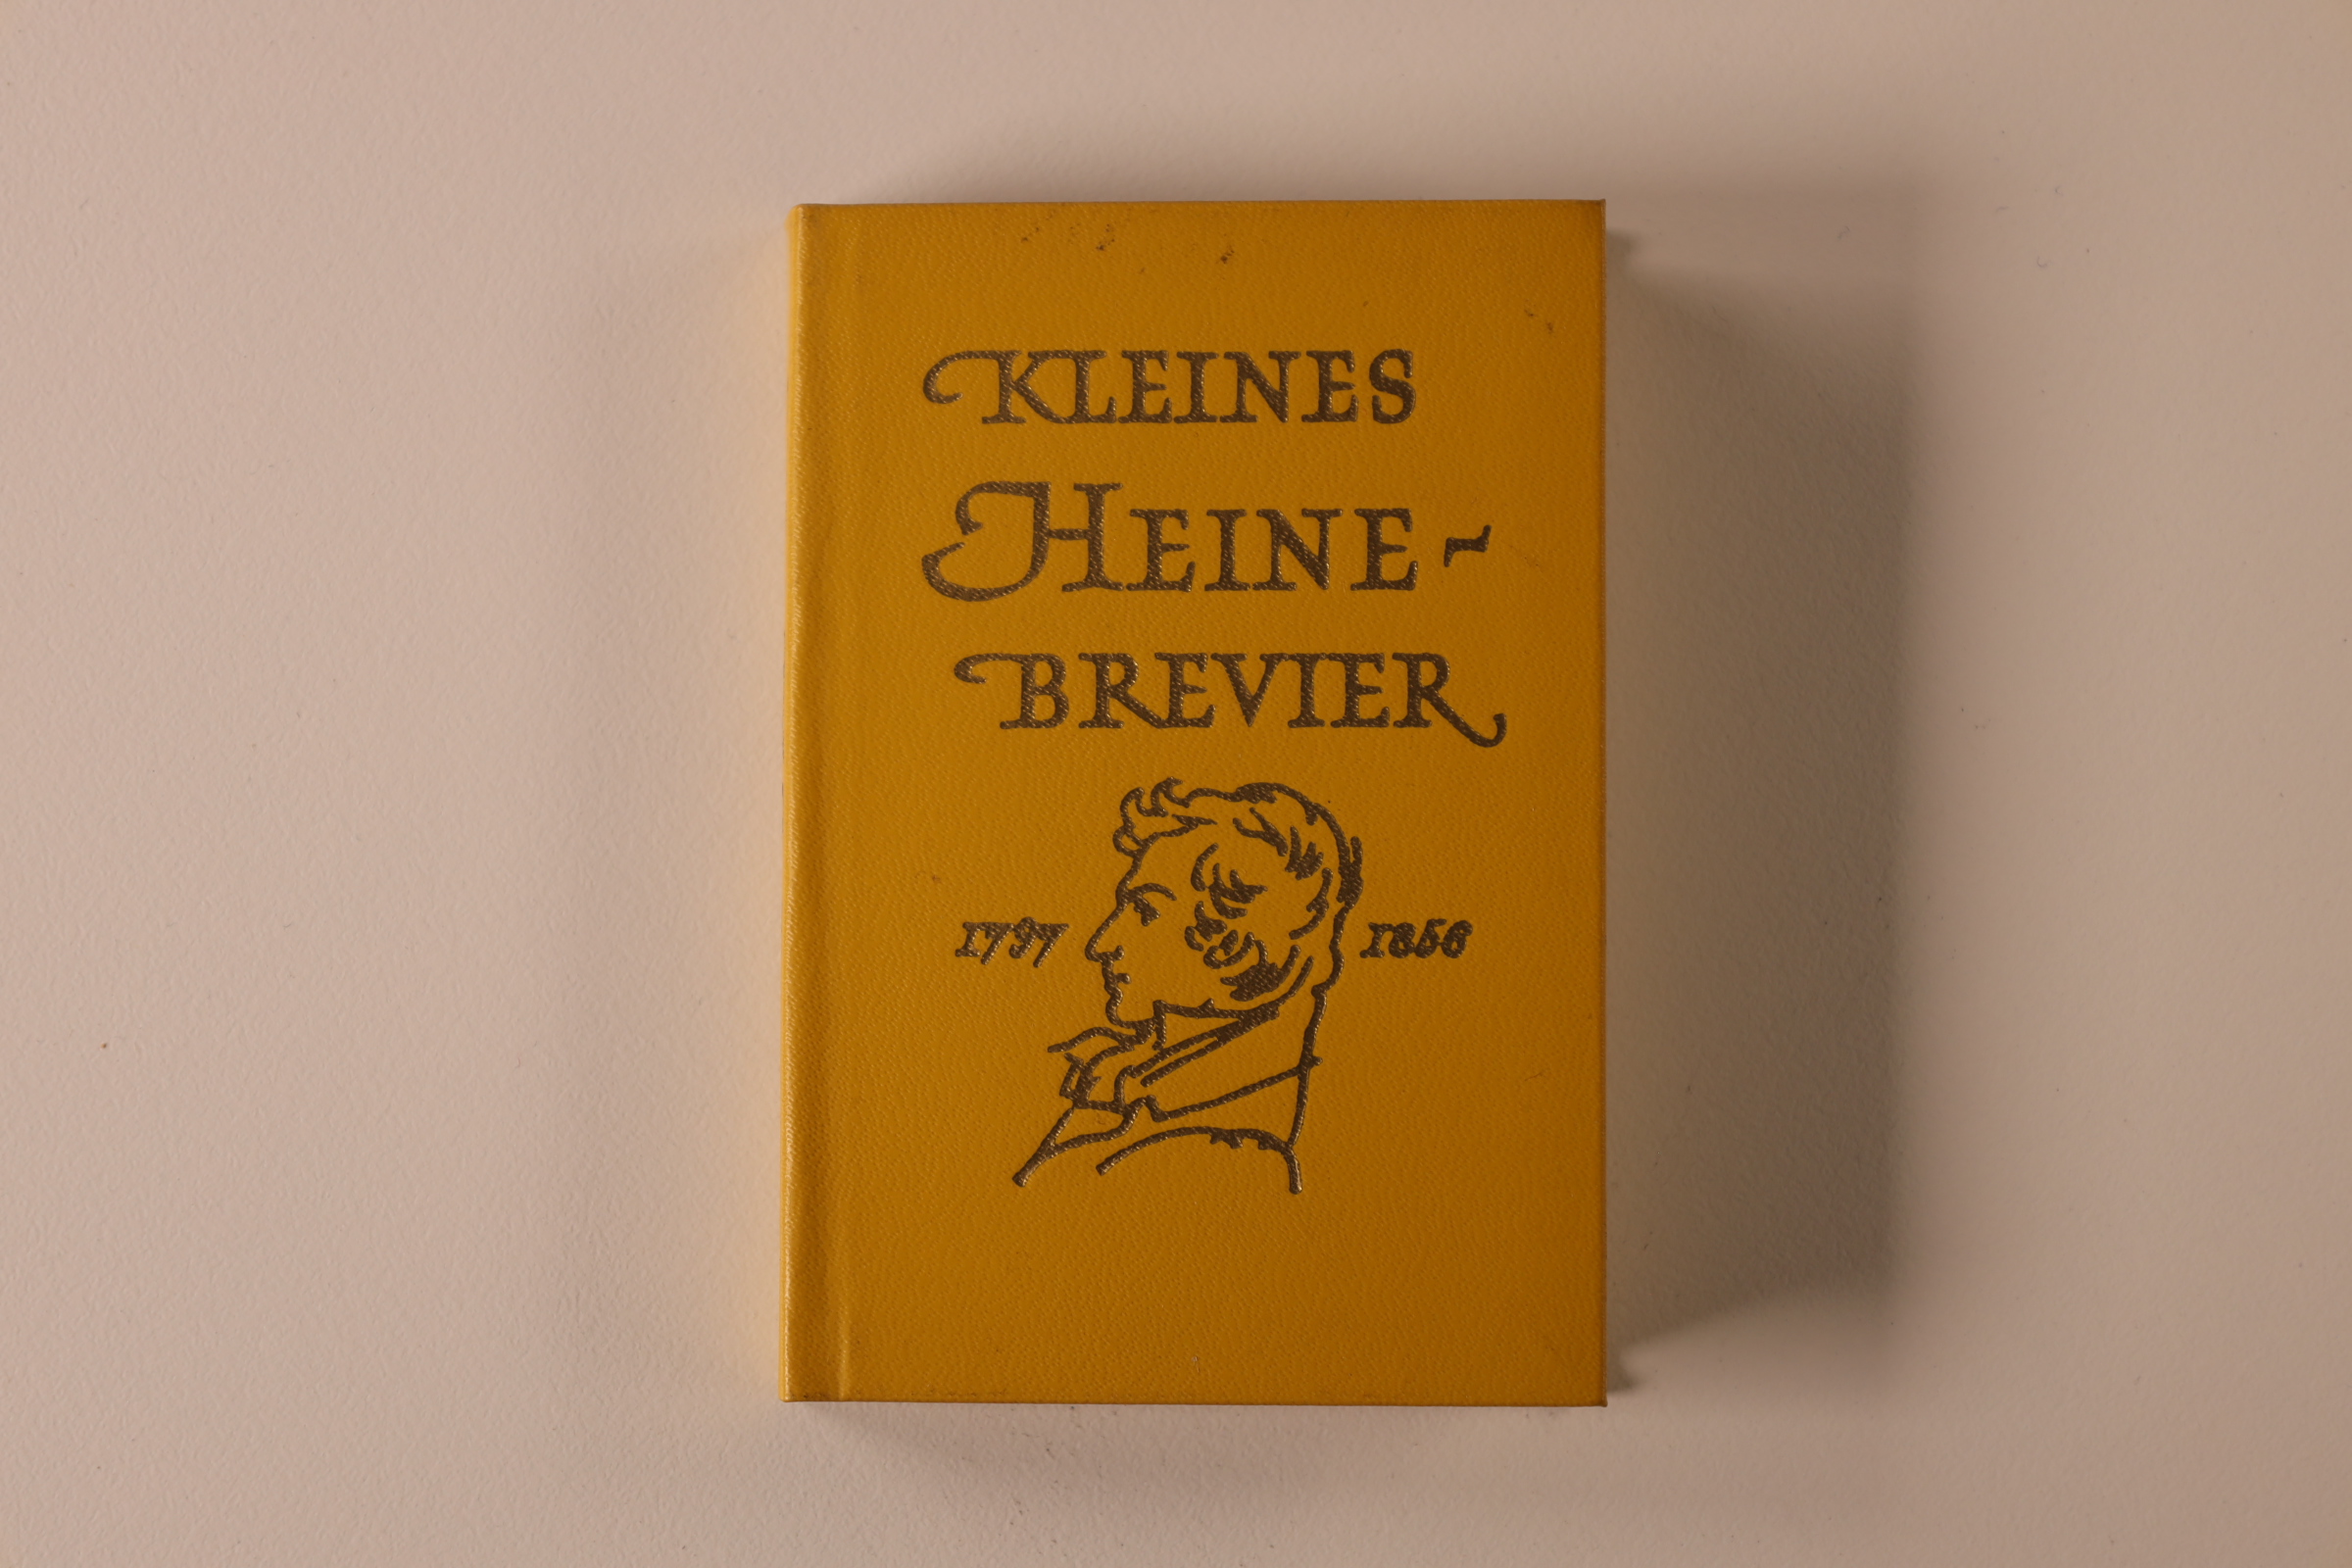 KLEINES
HEINE-
BREVIER
1797 1856